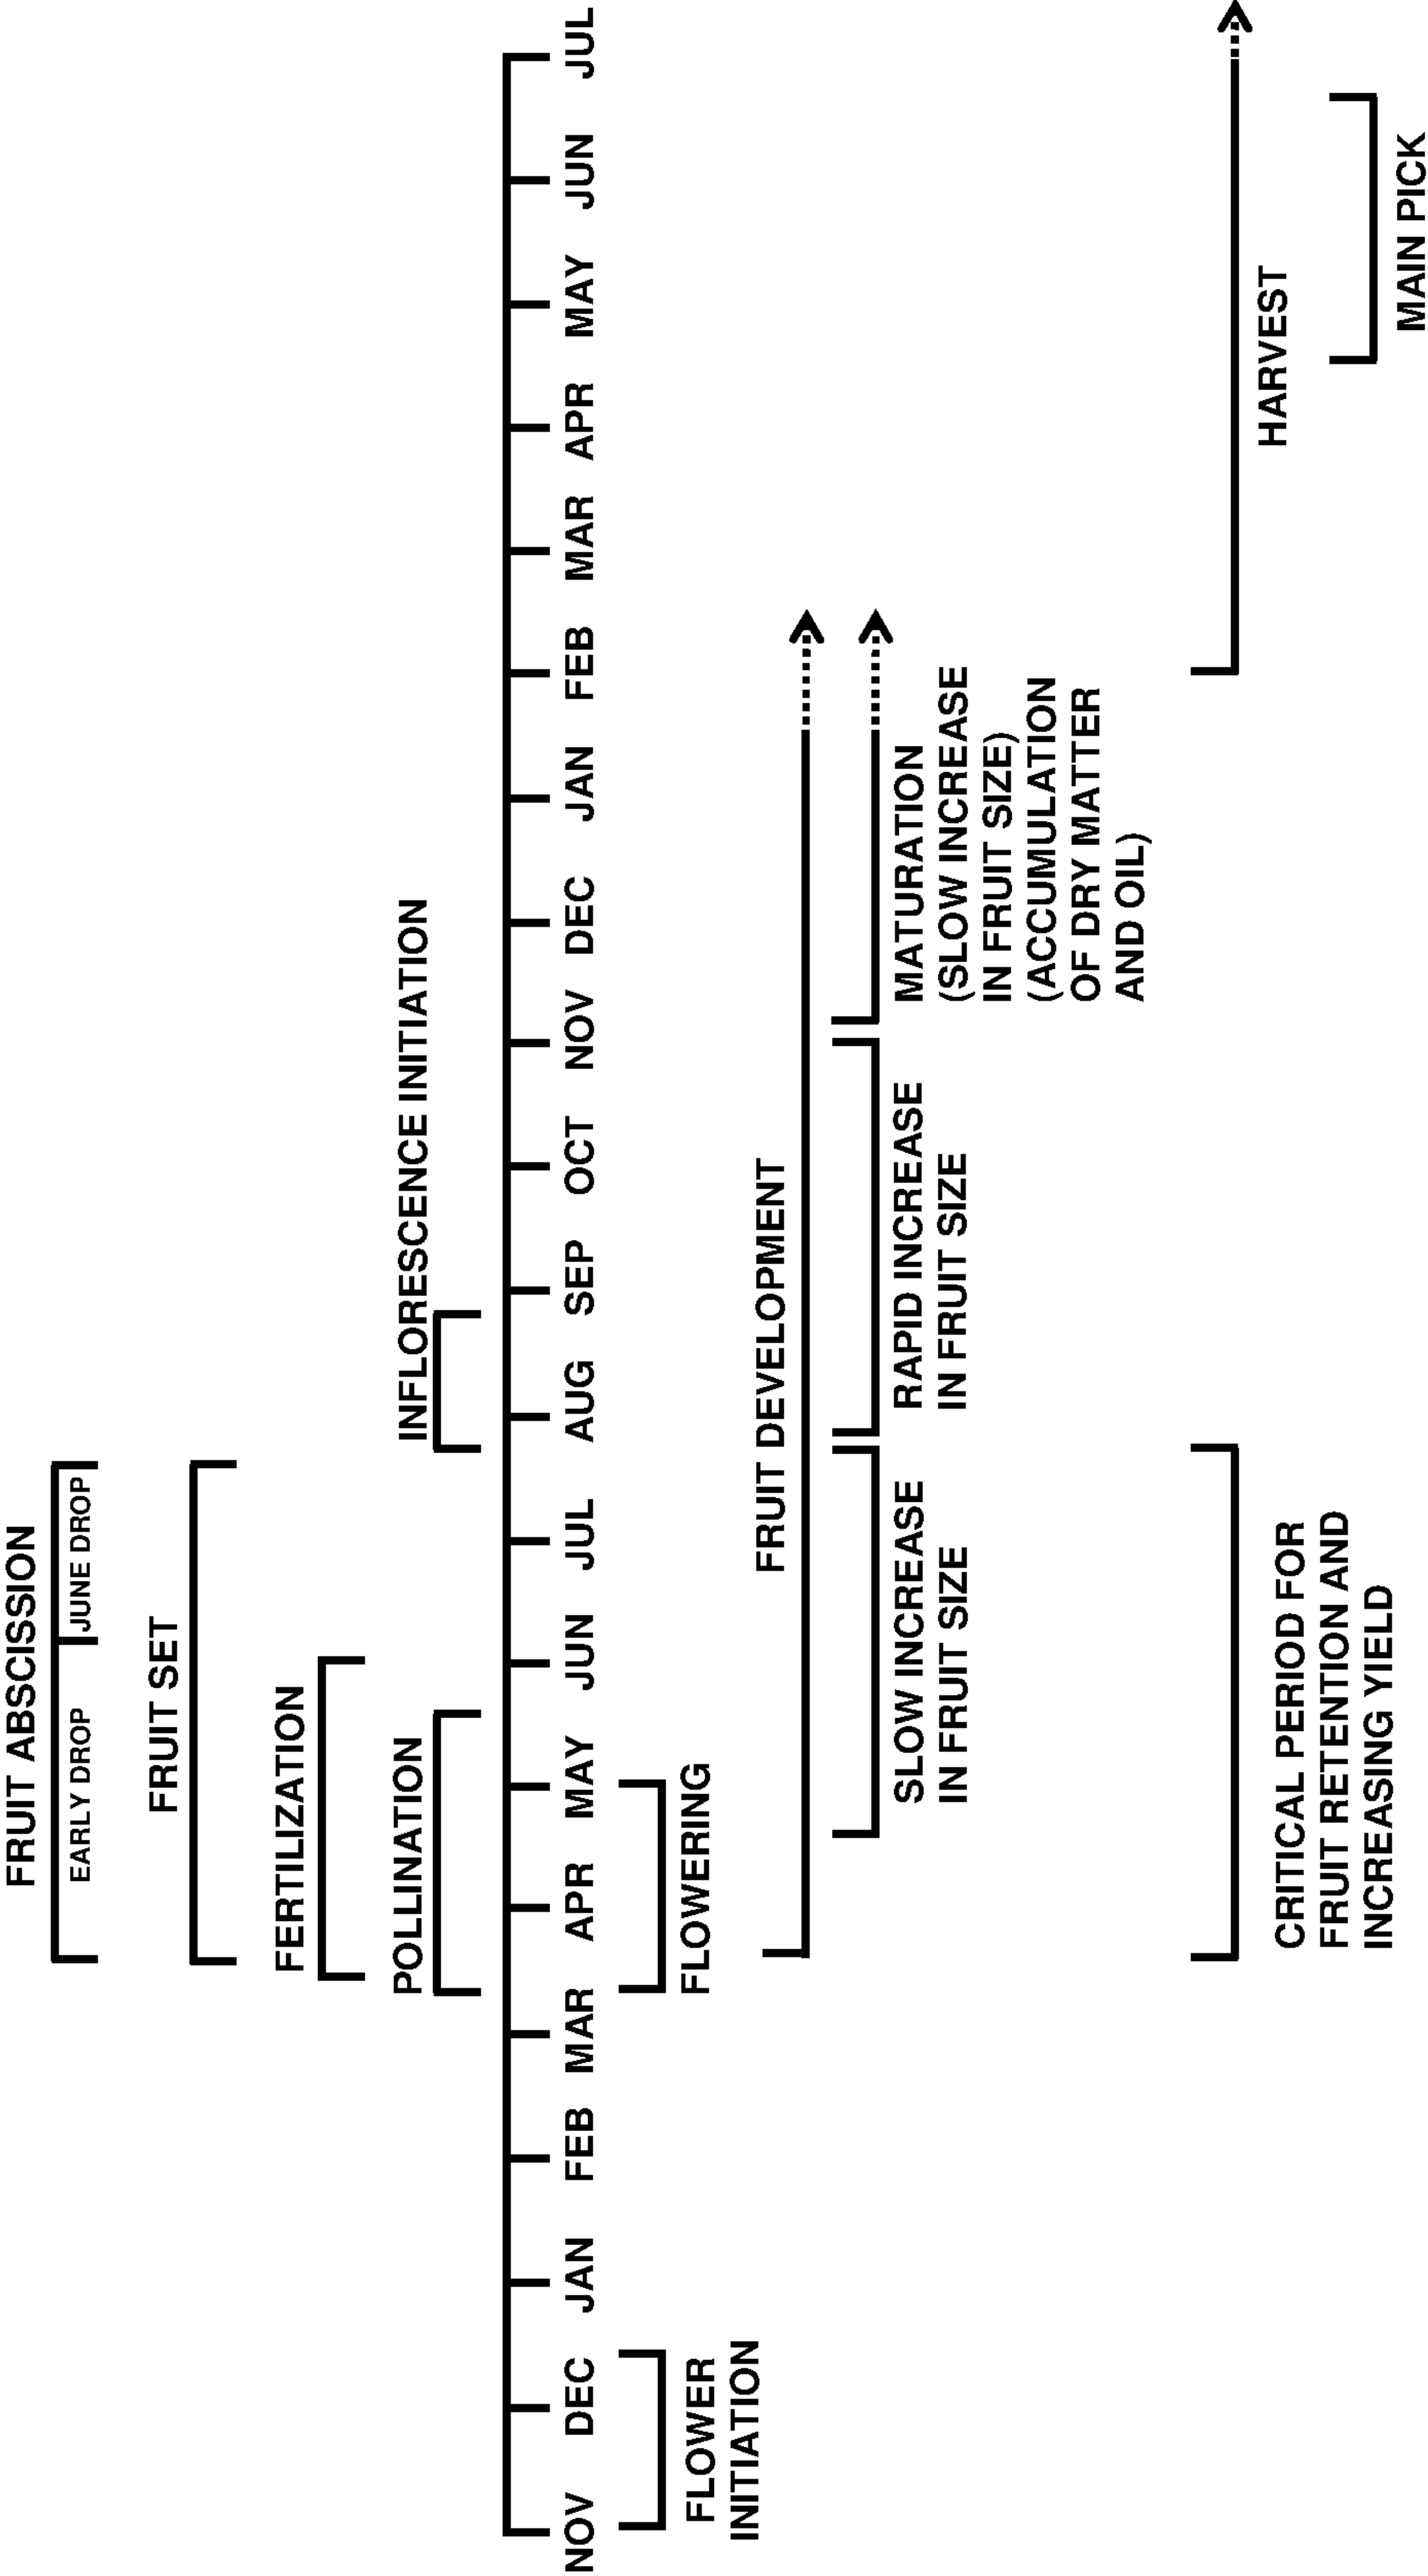 FRUIT ABSCISSION
EARLY DROP JUNE DROP
FRUIT SET
FERTILIZATION
POLLINATION
INFLORESCENCE INITIATION
NOV DEC JAN FEB MAR APR MAY JUN JUL AUG SEP OCT NOV DEC JAN FEB MAR APR MAY JUN JUL
FLOWER
INITIATION
FLOWERING
FRUIT DEVELOPMENT
SLOW INCREASE
IN FRUIT SIZE
RAPID INCREASE
IN FRUIT SIZE
MATURATION
(SLOW INCREASE
IN FRUIT SIZE)
(ACCUMULATION
OF DRY MATTER
AND OIL)
CRITICAL PERIOD FOR
FRUIT RETENTION AND
INCREASING YIELD
HARVEST
MAIN PICK